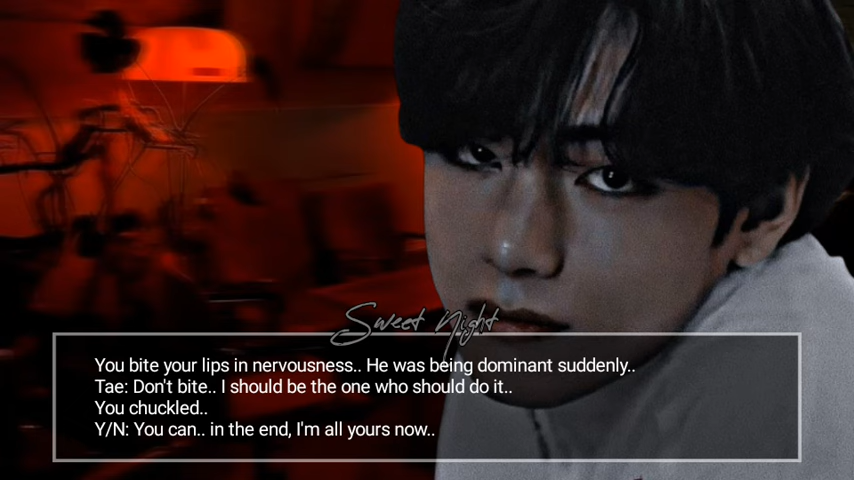 Sweet Night
You bite your lips in nervousness.. He was being dominant suddenly..
Tae: Don't bite.. I should be the one who should do it..
You chuckled..
Y/N: You can.. in the end, I'm all yours now..